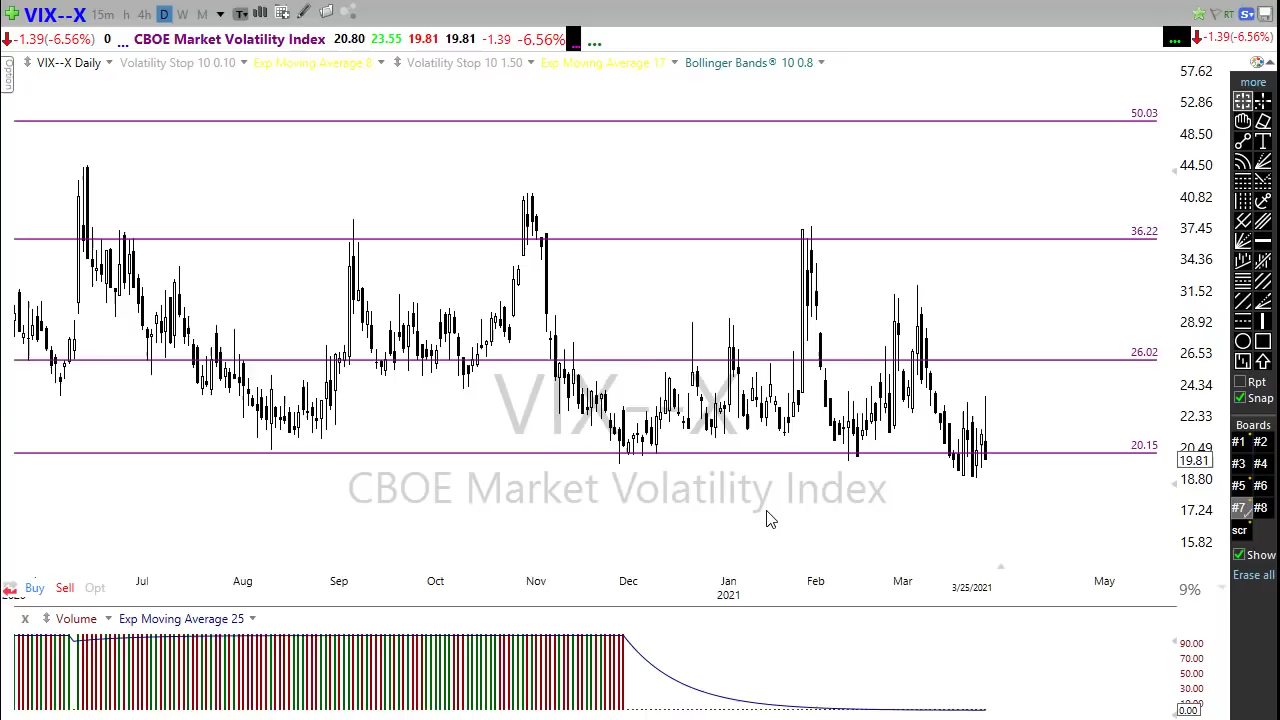 VIX--X 15m h 4h D W M T RT S
-1.39(-6.56%) 0 ... CBOE Market Volatility Index 20.80 23.55 19.81 19.81 -1.39 -6.56% ... ... ... -1.39(-6.56%)
Option
VIX--X Daily Volatility Stop 10 0.10 Exp Moving Average 8 Volatility Stop 10 1.50 Exp Moving Average 17 Bollinger Bands® 10 0.8
57.62
52.86
50.03
48.50
44.50
40.82
37.45
36.22
34.36
31.52
28.92
26.53
26.02
24.34
22.33
20.49
20.15
19.81
18.80
17.24
15.82
VIX--X
CBOE Market Volatility Index
Jul Aug Sep Oct Nov Dec Jan Feb Mar 3/25/2021 May
2021
Buy Sell Opt
9%
x Volume Exp Moving Average 25
90.00
70.00
50.00
30.00
0.00
more
T
Rpt
Snap
Boards
#1 #2
#3 #4
#5 #6
#7 #8
scr
Show
Erase all